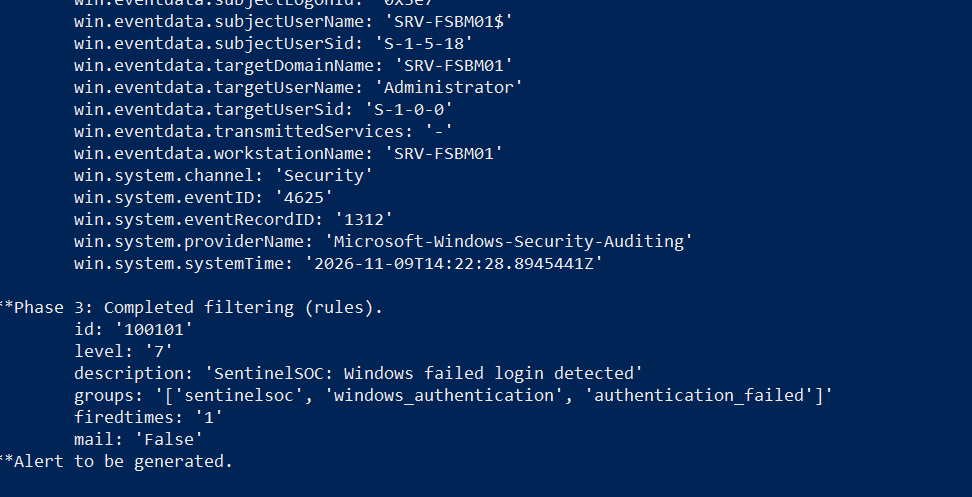 win.eventdata.subjectLogonId: '0x3e7'
win.eventdata.subjectUserName: 'SRV-FSBM01$'
win.eventdata.subjectUserSid: 'S-1-5-18'
win.eventdata.targetDomainName: 'SRV-FSBM01'
win.eventdata.targetUserName: 'Administrator'
win.eventdata.targetUserSid: 'S-1-0-0'
win.eventdata.transmittedServices: '-'
win.eventdata.workstationName: 'SRV-FSBM01'
win.system.channel: 'Security'
win.system.eventID: '4625'
win.system.eventRecordID: '1312'
win.system.providerName: 'Microsoft-Windows-Security-Auditing'
win.system.systemTime: '2026-11-09T14:22:28.8945441Z'
**Phase 3: Completed filtering (rules).
id: '100101'
level: '7'
description: 'SentinelSOC: Windows failed login detected'
groups: '['sentinelsoc', 'windows_authentication', 'authentication_failed']'
firedtimes: '1'
mail: 'False'
**Alert to be generated.